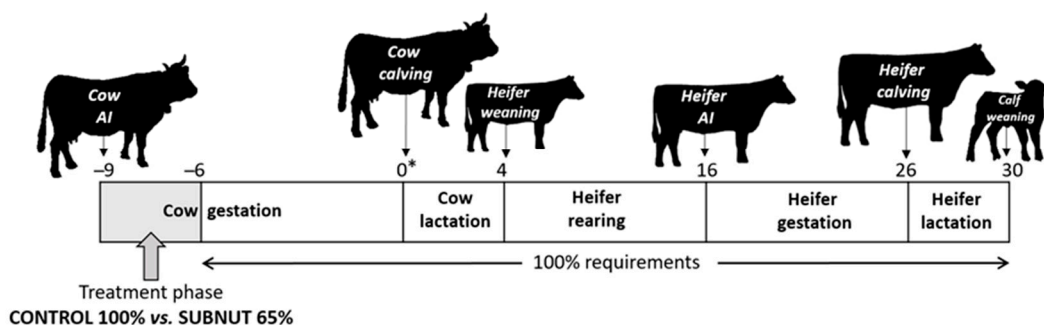 Cow
AI
Cow
calving
Heifer
weaning
Heifer
AI
Heifer
calving
Calf
weaning
–9
–6
0*
4
16
26
30
Cow gestation
Cow
lactation
Heifer
rearing
Heifer
gestation
Heifer
lactation
100% requirements
Treatment phase
CONTROL 100% vs. SUBNUT 65%